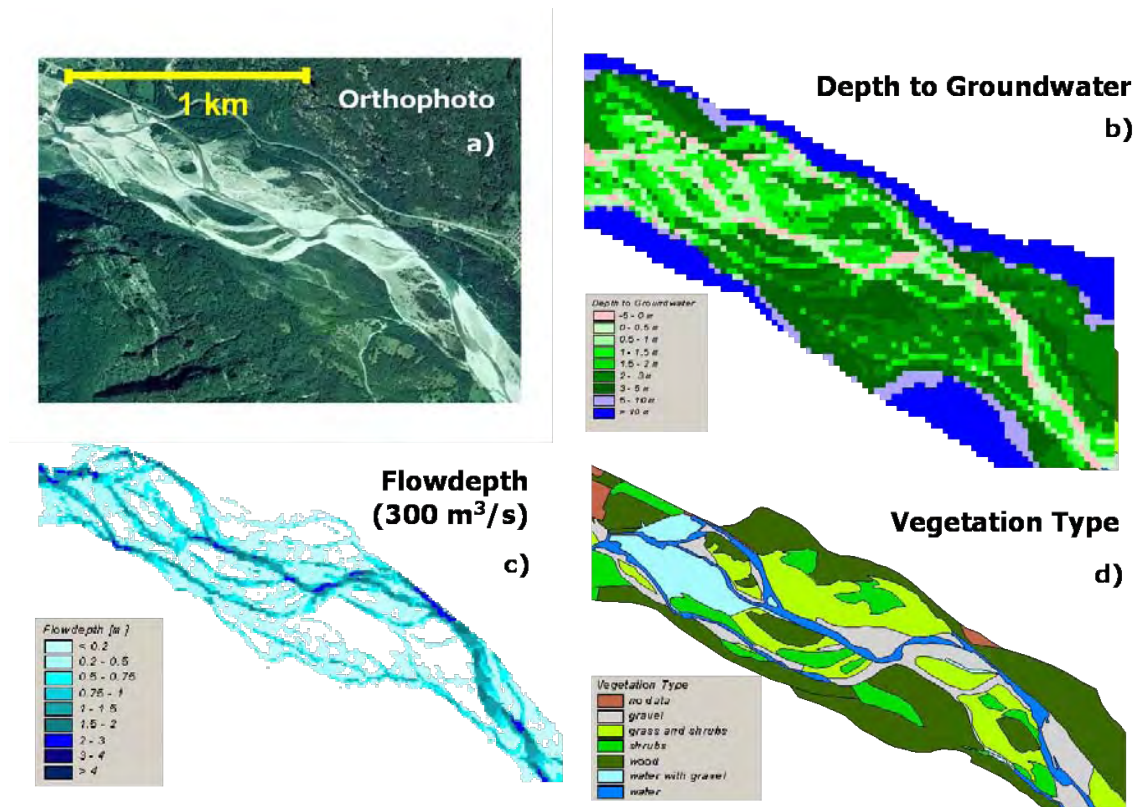 1 km
Orthophoto
a)
Depth to Groundwater
b)
Depth to Groundwater
-5 - 0 m
0 - 0.5 m
0.5 - 1 m
1 - 1.5 m
1.5 - 2 m
2 - 3 m
3 - 5 m
5 - 10 m
> 10 m
Flowdepth
(300 m³/s)
c)
Flowdepth [m]
< 0.2
0.2 - 0.5
0.5 - 0.75
0.75 - 1
1 - 1.5
1.5 - 2
2 - 3
3 - 4
> 4
Vegetation Type
d)
Vegetation Type
no data
gravel
grass and shrubs
shrubs
wood
water with gravel
water